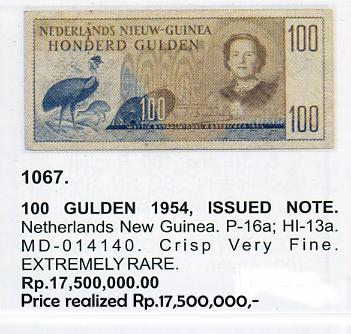 NEDERLANDS NIEUW-GUINEA
HONDERD GULDEN
100
100
100
1067.
100 GULDEN 1954, ISSUED NOTE.
Netherlands New Guinea. P-16a; HI-13a.
MD-014140. Crisp Very Fine.
EXTREMELY RARE.
Rp.17,500,000.00
Price realized Rp.17,500,000,-